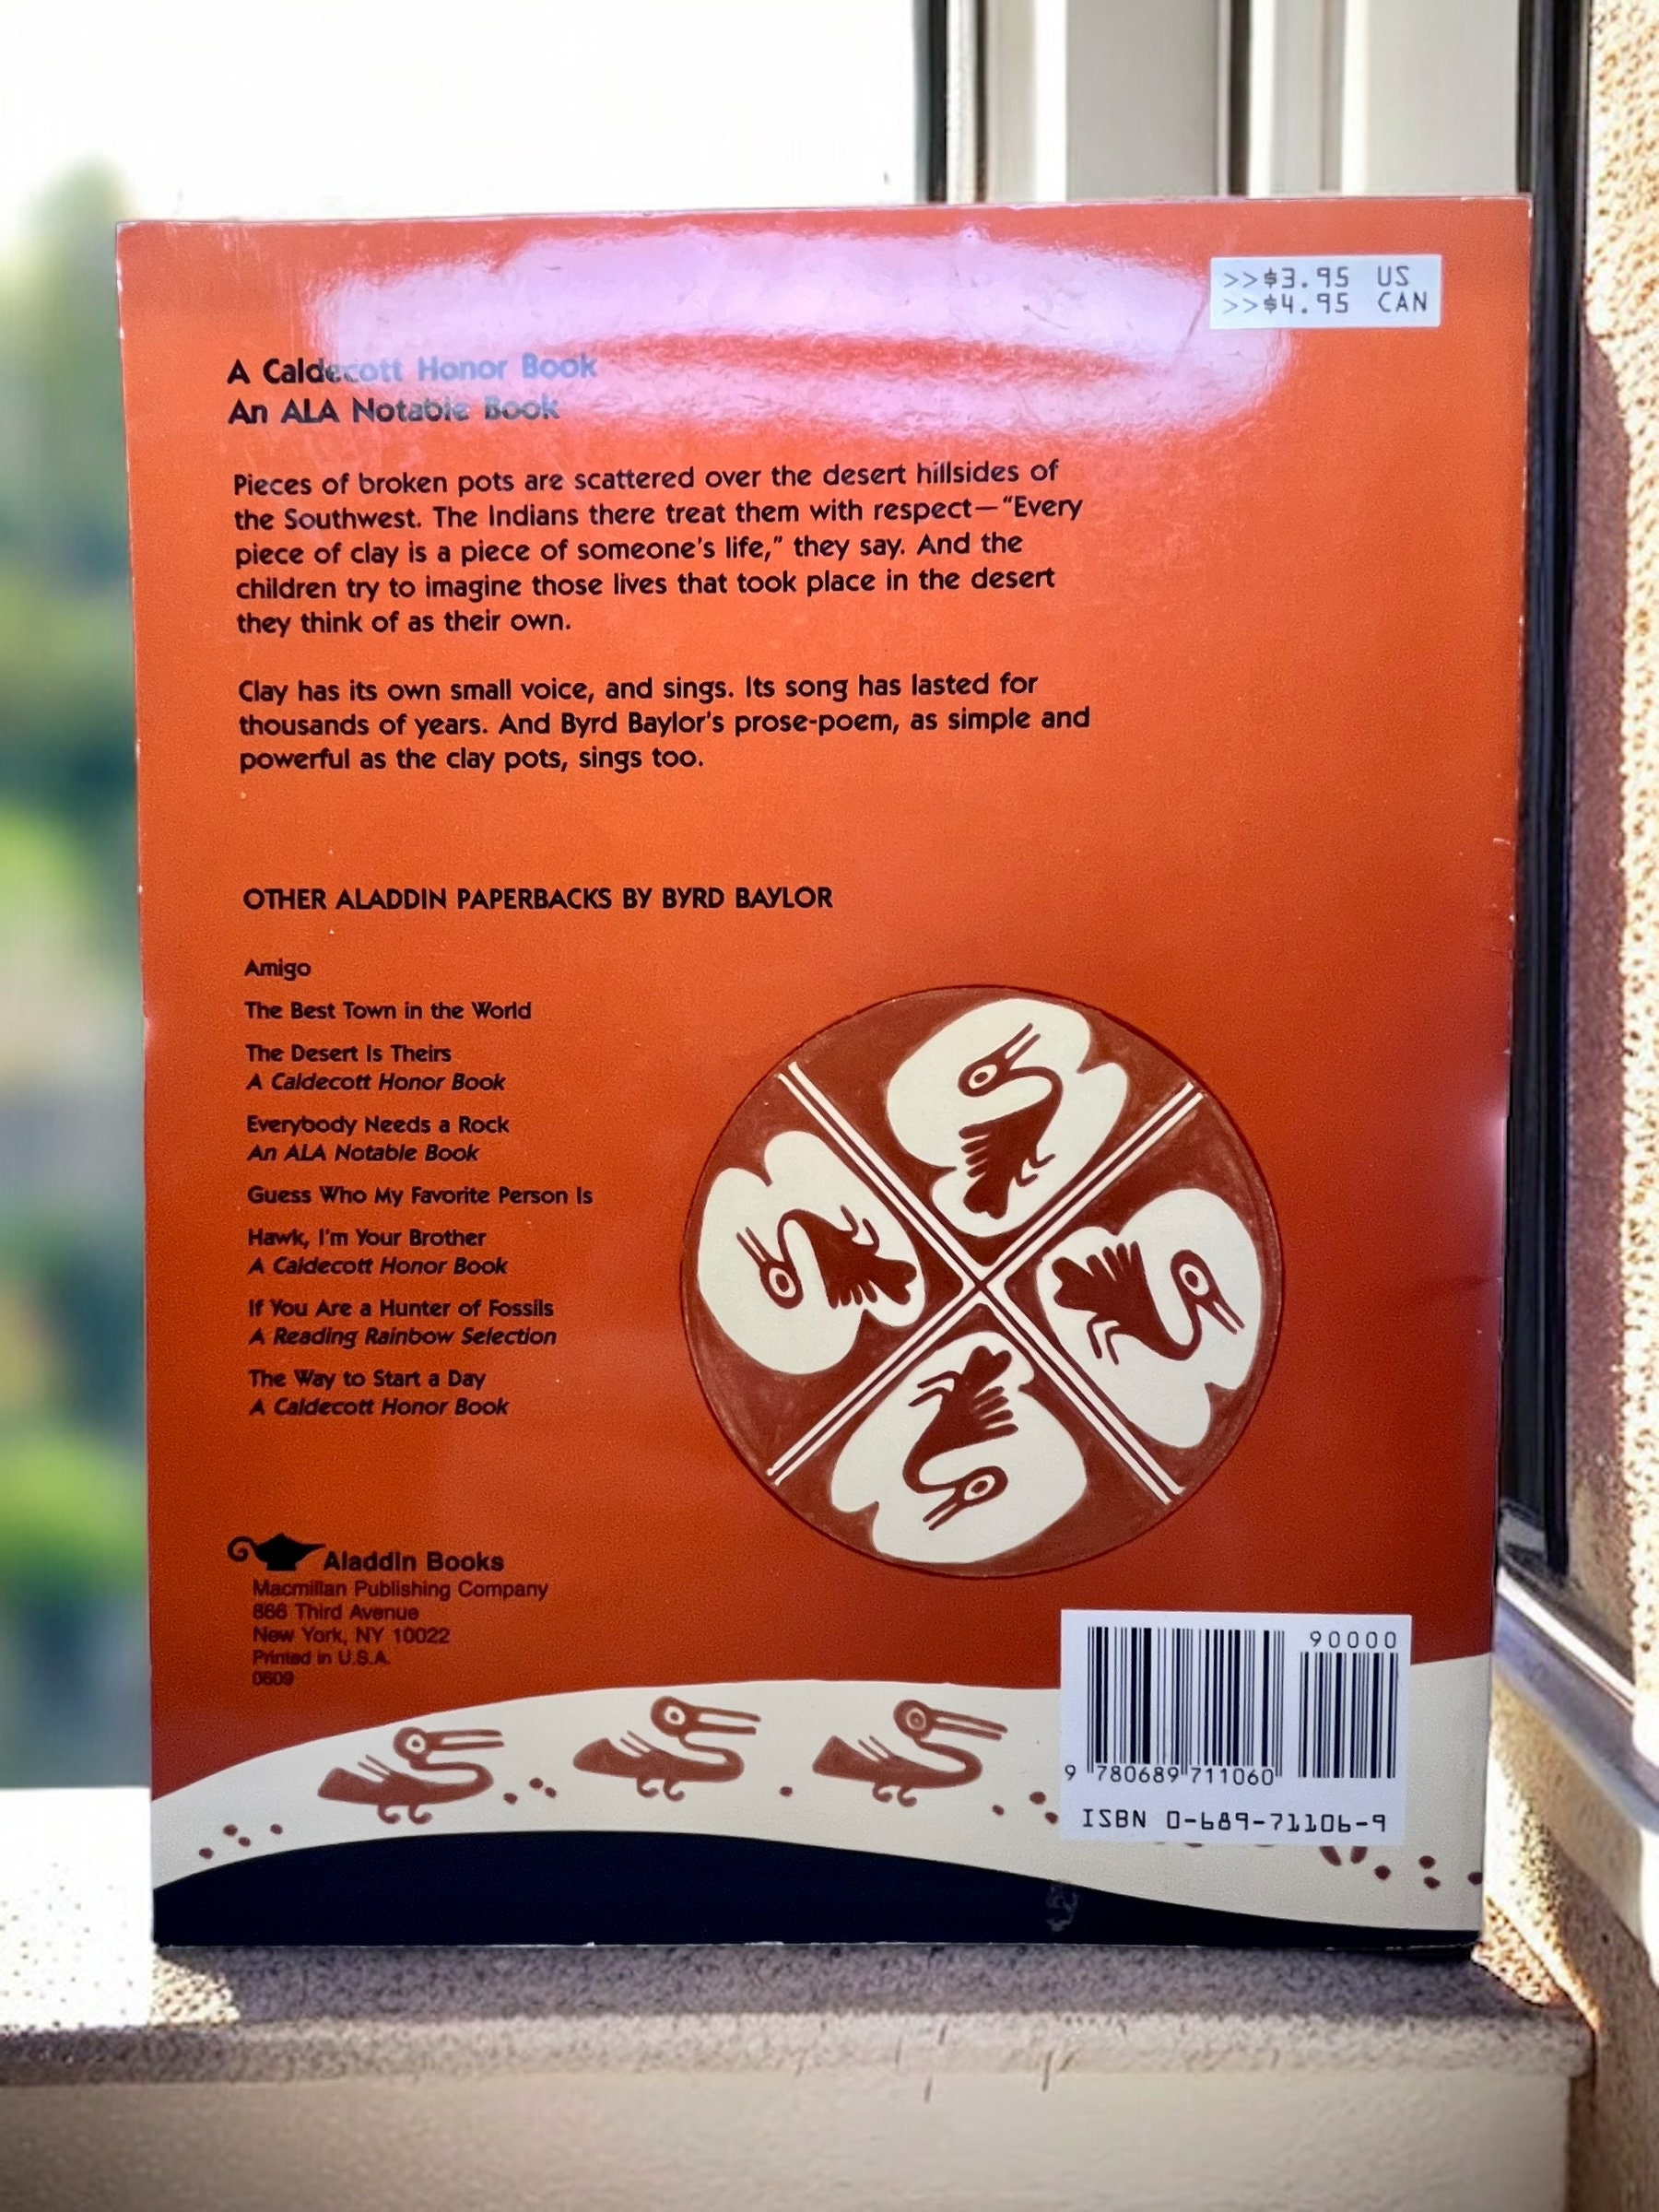 >>$3.95 US
>>$4.95 CAN
A Caldecott Honor Book
An ALA Notable Book
Pieces of broken pots are scattered over the desert hillsides of
the Southwest. The Indians there treat them with respect—“Every
piece of clay is a piece of someone's life,” they say. And the
children try to imagine those lives that took place in the desert
they think of as their own.
Clay has its own small voice, and sings. Its song has lasted for
thousands of years. And Byrd Baylor's prose-poem, as simple and
powerful as the clay pots, sings too.
OTHER ALADDIN PAPERBACKS BY BYRD BAYLOR
Amigo
The Best Town in the World
The Desert Is Theirs
A Caldecott Honor Book
Everybody Needs a Rock
An ALA Notable Book
Guess Who My Favorite Person Is
Hawk, I'm Your Brother
A Caldecott Honor Book
If You Are a Hunter of Fossils
A Reading Rainbow Selection
The Way to Start a Day
A Caldecott Honor Book
Aladdin Books
Macmillan Publishing Company
866 Third Avenue
New York, NY 10022
Printed in U.S.A.
0609
90000
9 780689 711060
ISBN 0-689-71106-9